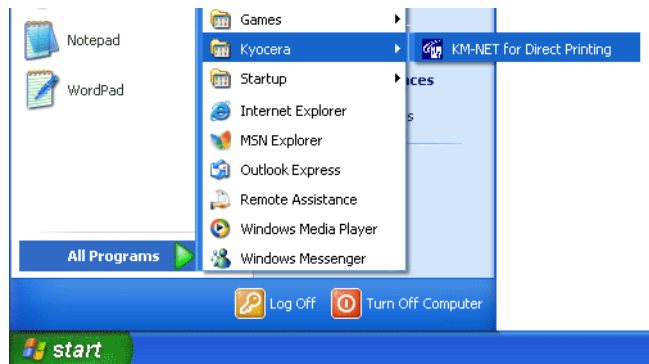 Notepad
WordPad
All Programs
Games
Kyocera
Startup
Internet Explorer
MSN Explorer
Outlook Express
Remote Assistance
Windows Media Player
Windows Messenger
KM-NET for Direct Printing
ces
s
Log Off
Turn Off Computer
start